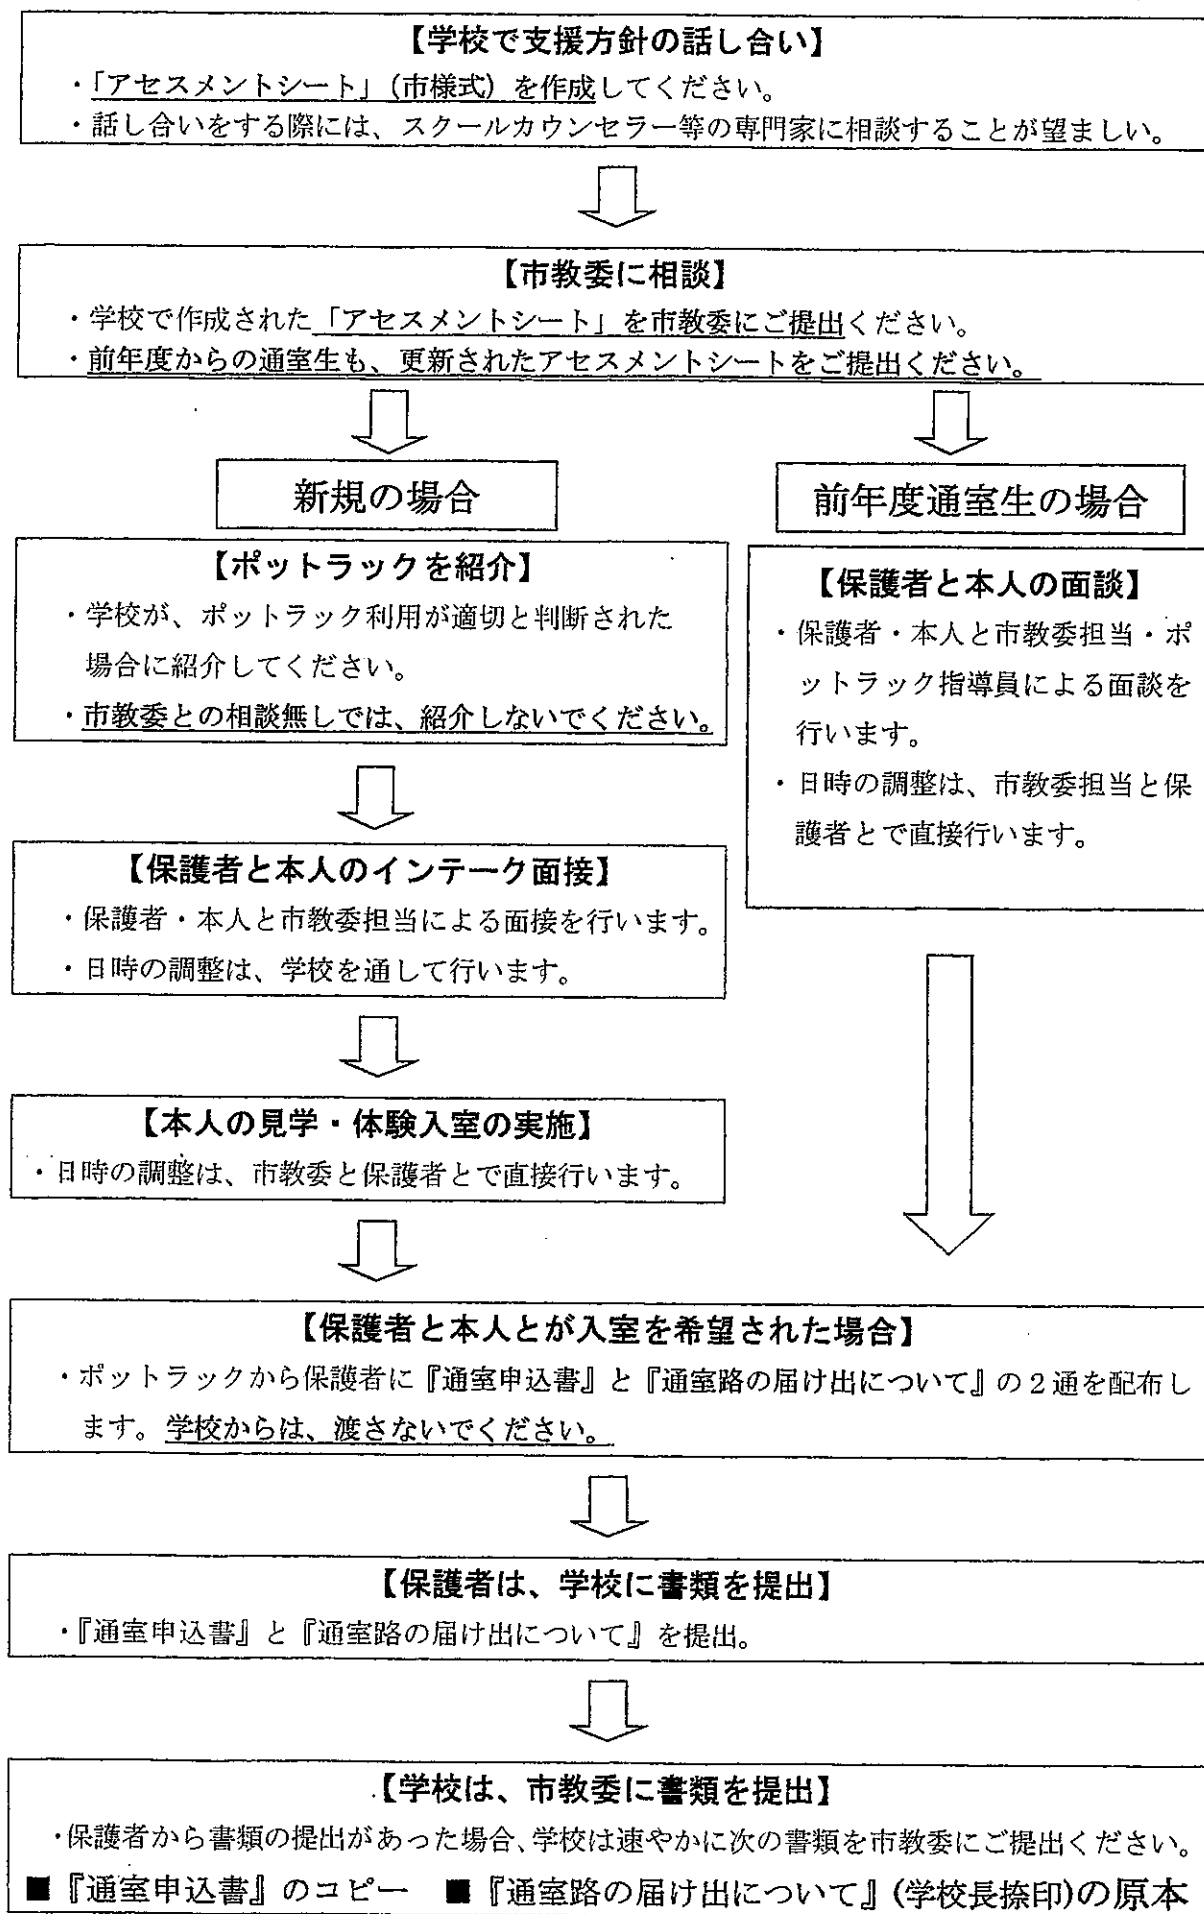 【学校で支援方針の話し合い】
・「アセスメントシート」(市様式)を作成してください。
・話し合いをする際には、スクールカウンセラー等の専門家に相談することが望ましい。
【市教委に相談】
・学校で作成された「アセスメントシート」を市教委にご提出ください。
・前年度からの通室生も、更新されたアセスメントシートをご提出ください。
新規の場合
【ポットラックを紹介】
・学校が、ポットラック利用が適切と判断された
場合に紹介してください。
・市教委との相談無しでは、紹介しないでください。
【保護者と本人のインテーク面接】
・保護者・本人と市教委担当による面接を行います。
・日時の調整は、学校を通して行います。
【本人の見学・体験入室の実施】
・日時の調整は、市教委と保護者とで直接行います。
前年度通室生の場合
【保護者と本人の面談】
・保護者・本人と市教委担当・ポ
ットラック指導員による面談を
行います。
・日時の調整は、市教委担当と保
護者とで直接行います。
【保護者と本人とが入室を希望された場合】
・ポットラックから保護者に『通室申込書』と『通室路の届け出について』の2通を配布し
ます。学校からは、渡さないでください。
【保護者は、学校に書類を提出】
・『通室申込書』と『通室路の届け出について』を提出。
【学校は、市教委に書類を提出】
・保護者から書類の提出があった場合、学校は速やかに次の書類を市教委にご提出ください。
■『通室申込書』のコピー ■『通室路の届け出について』(学校長捺印)の原本